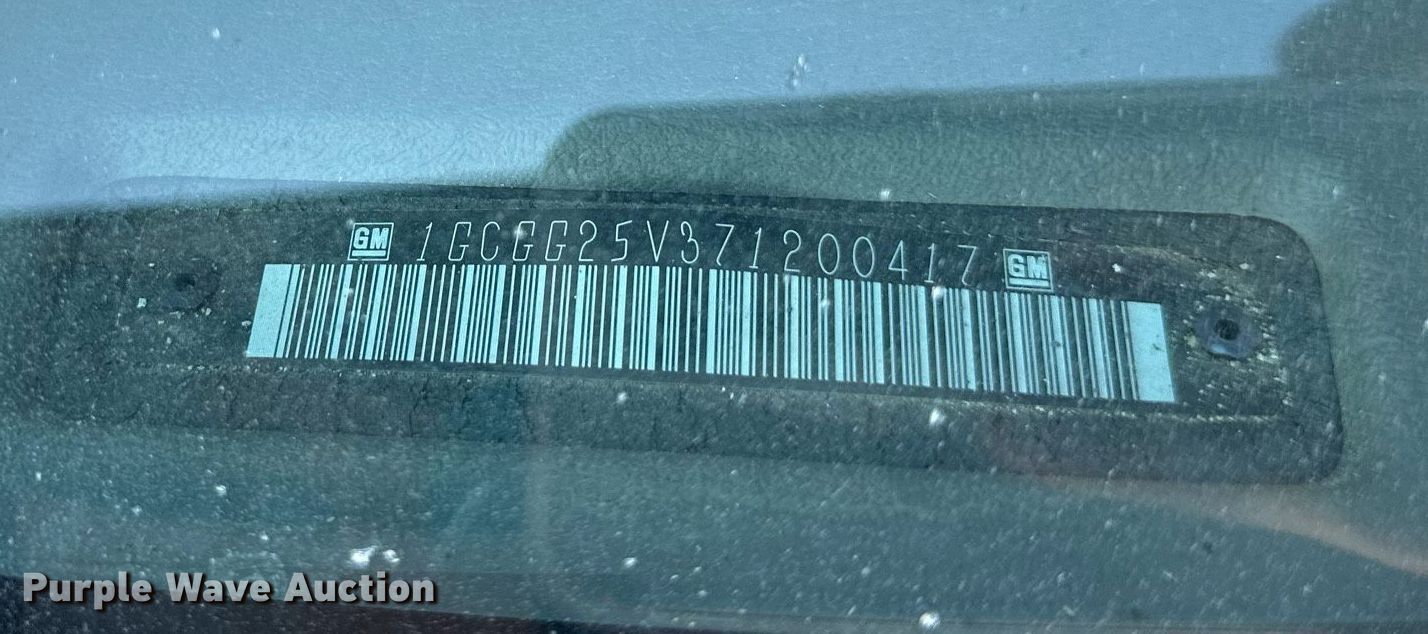 GM 1GCGG25V371200417 GM
Purple Wave Auction